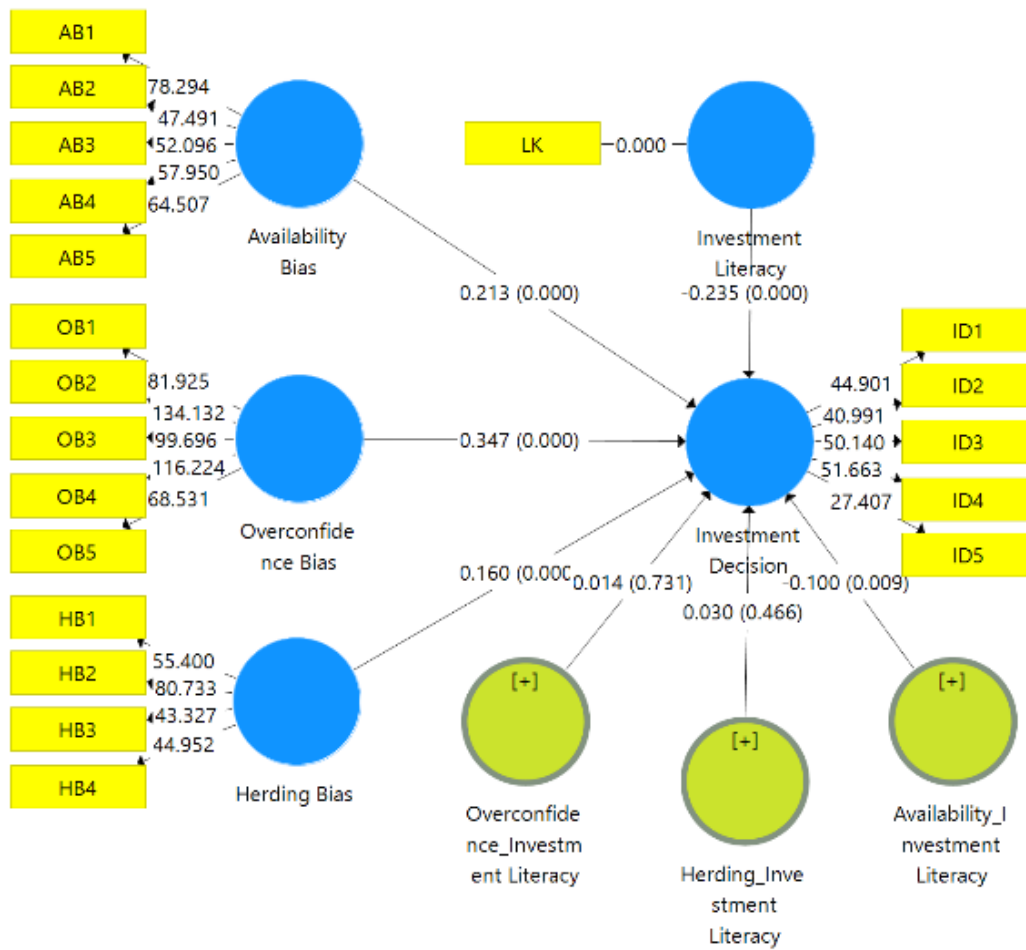 AB1
AB2
AB3
AB4
AB5
78.294
47.491
52.096
57.950
64.507
Availability
Bias
LK
0.000
Investment
Literacy
0.213 (0.000)
-0.235 (0.000)
OB1
OB2
OB3
OB4
OB5
81.925
134.132
99.696
116.224
68.531
Overconfide
nce Bias
0.347 (0.000)
ID1
ID2
ID3
ID4
ID5
44.901
40.991
50.140
51.663
27.407
Investment
Decision
HB1
HB2
HB3
HB4
55.400
80.733
43.327
44.952
Herding Bias
0.160 (0.000
0.014 (0.731)
0.030 (0.466)
-0.100 (0.009)
[+]
Overconfide
nce_Investm
ent Literacy
[+]
Herding_Inve
stment
Literacy
[+]
Availability_I
nvestment
Literacy